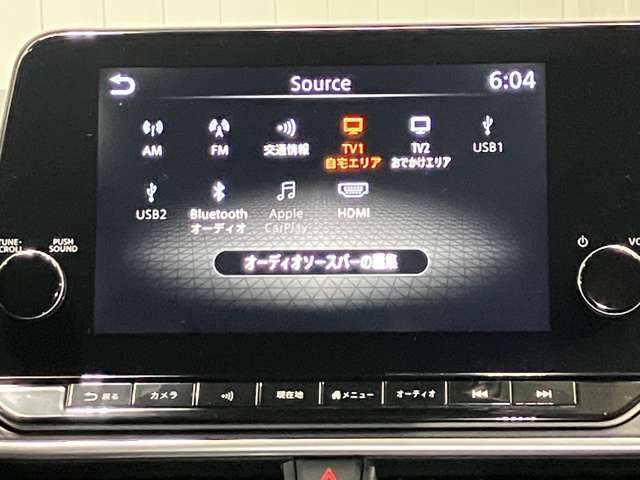 Source 6:04
AM FM 交通情報 TV1 TV2 USB1
自宅エリア おでかけエリア
USB2 Bluetooth Apple HDMI
オーディオ CarPlay
オーディオソースバーの編集
TUNE・ PUSH
SCROLL SOUND
戻る カメラ 現在地 メニュー オーディオ